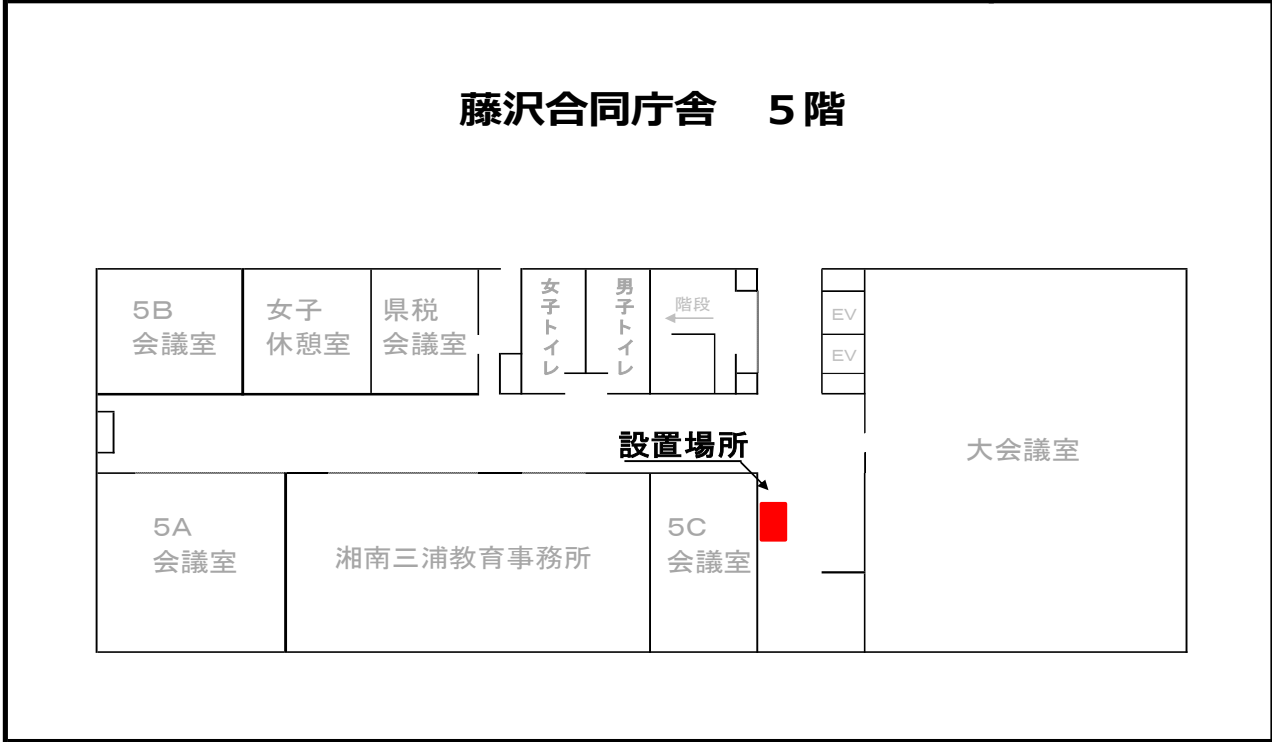 藤沢合同庁舎　５階
5B
会議室
女子
休憩室
県税
会議室
女子トイレ
男子トイレ
階段
EV
EV
大会議室
設置場所
5A
会議室
湘南三浦教育事務所
5C
会議室